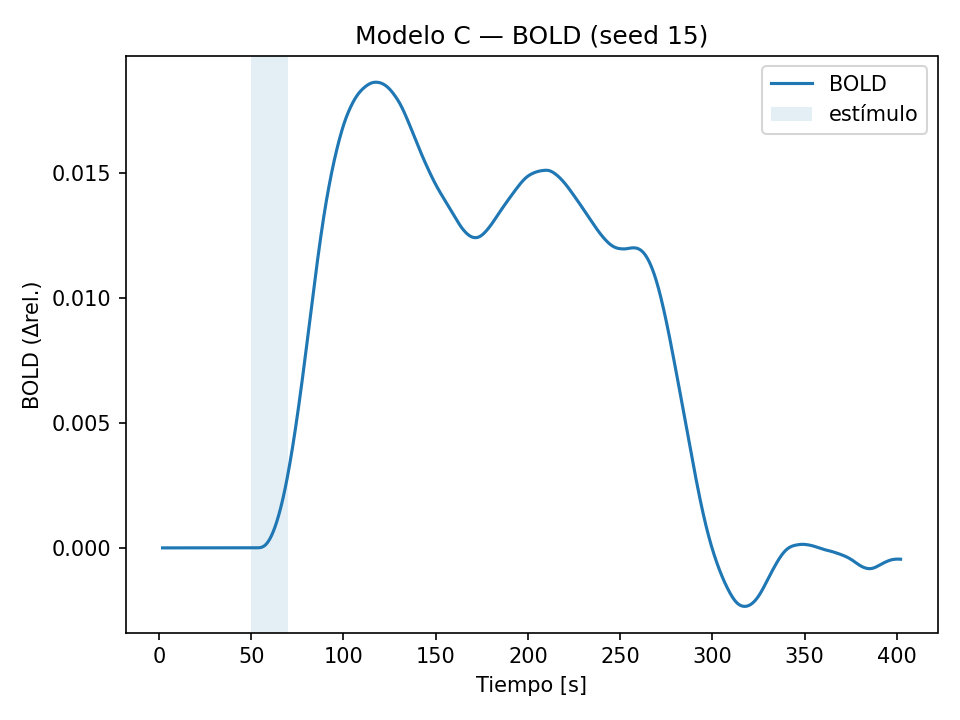 Modelo C — BOLD (seed 15)
BOLD
estímulo
BOLD (Δrel.)
0.015
0.010
0.005
0.000
0 50 100 150 200 250 300 350 400
Tiempo [s]